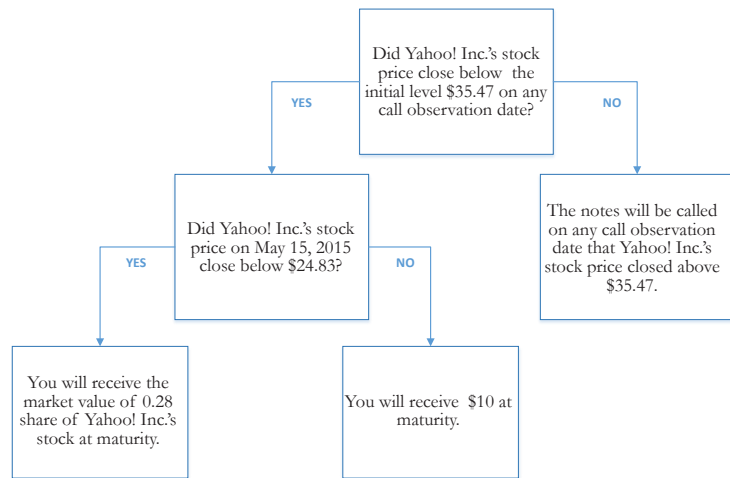 Did Yahoo! Inc.'s stock
price close below the
initial level $35.47 on any
call observation date?
YES
NO
Did Yahoo! Inc.'s stock
price on May 15, 2015
close below $24.83?
The notes will be called
on any call observation
date that Yahoo! Inc.'s
stock price closed above
$35.47.
YES
NO
You will receive the
market value of 0.28
share of Yahoo! Inc.'s
stock at maturity.
You will receive $10 at
maturity.